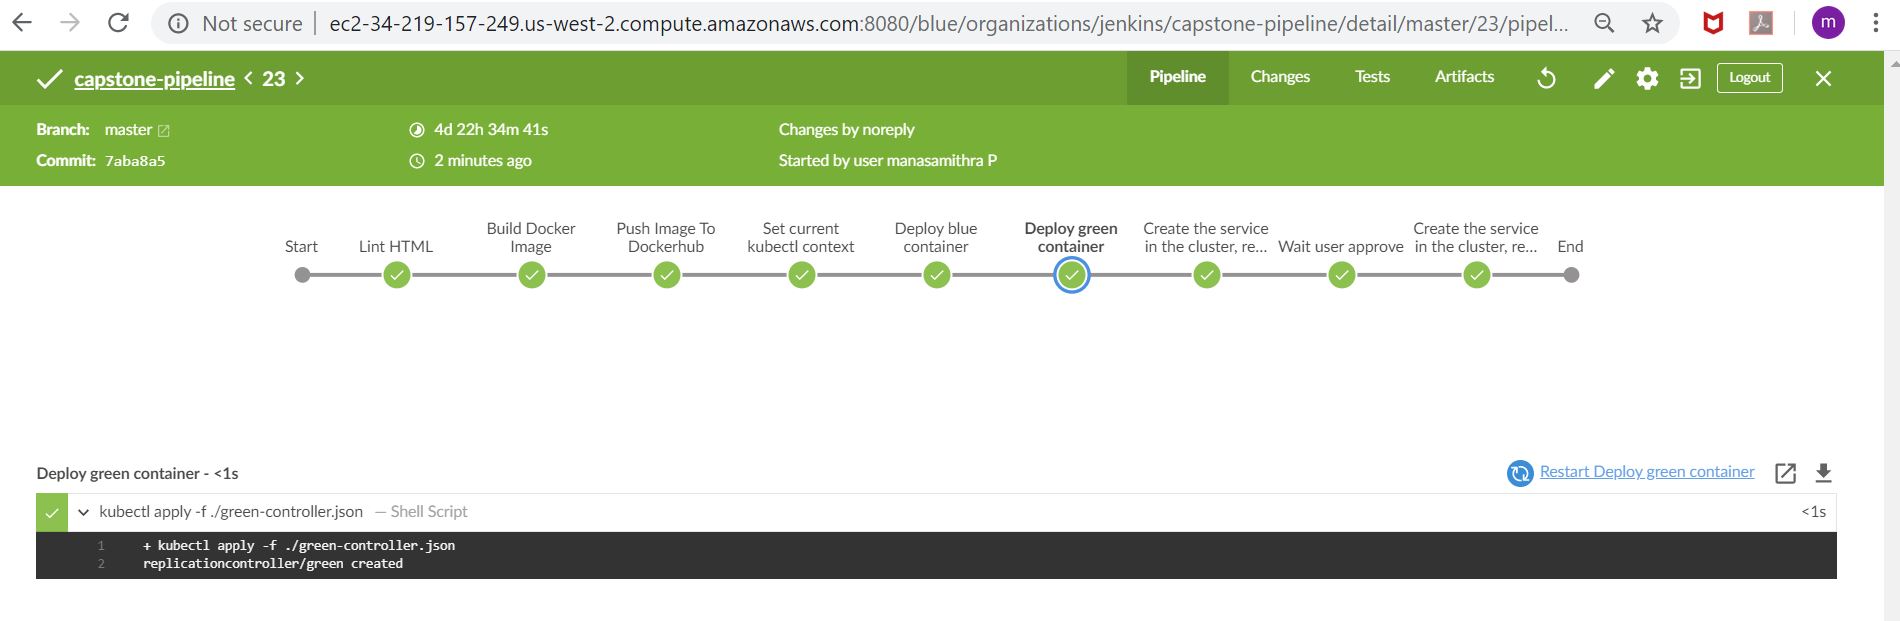 Not secure | ec2-34-219-157-249.us-west-2.compute.amazonaws.com:8080/blue/organizations/jenkins/capstone-pipeline/detail/master/23/pipel... m
capstone-pipeline < 23 > Pipeline Changes Tests Artifacts Logout
Branch: master 4d 22h 34m 41s Changes by noreply
Commit: 7aba8a5 2 minutes ago Started by user manasamithra P
Start
Lint HTML
Build Docker
Image
Push Image To
Dockerhub
Set current
kubectl context
Deploy blue
container
Deploy green
container
Create the service
in the cluster, re...
Wait user approve
Create the service
in the cluster, re...
End
Deploy green container - <1s Restart Deploy green container
kubectl apply -f ./green-controller.json — Shell Script <1s
1 + kubectl apply -f ./green-controller.json
2 replicationcontroller/green created